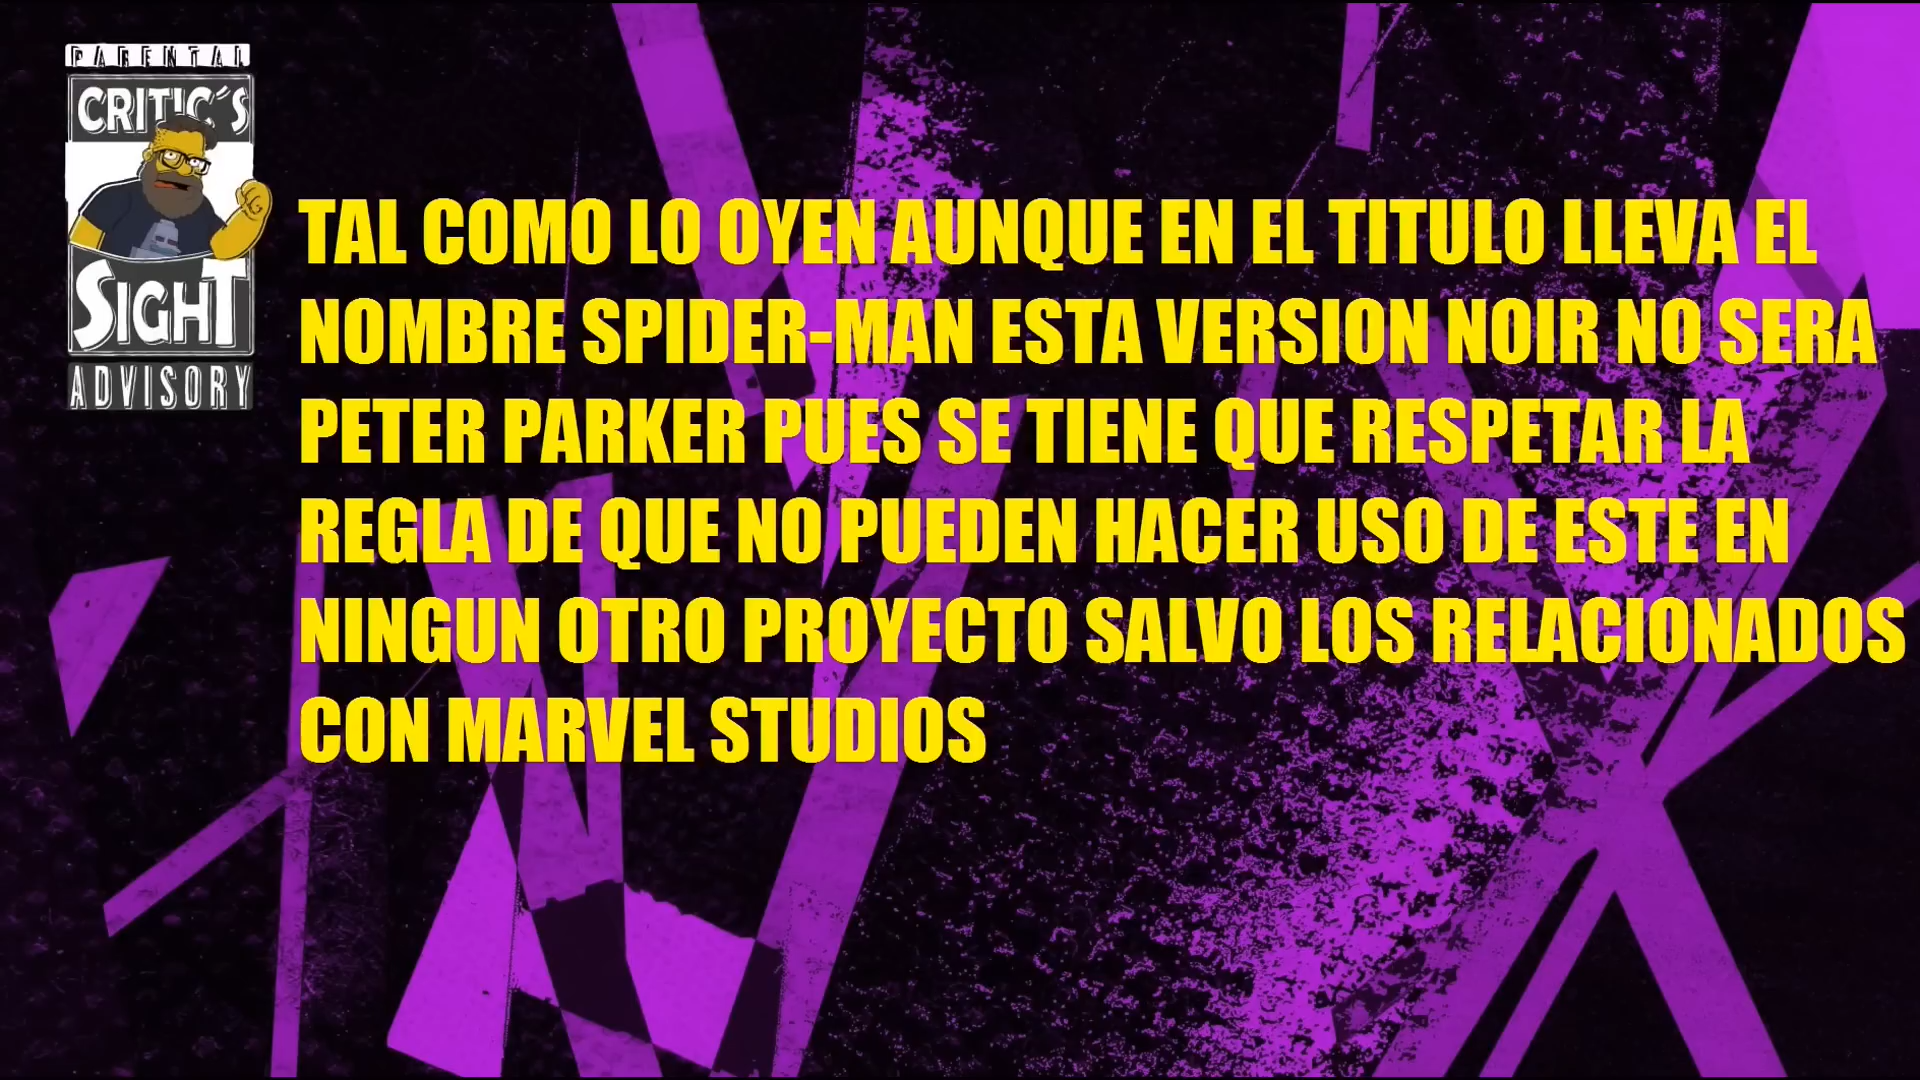 PARENTAL
CRITIC´S
SIGHT
ADVISORY
TAL COMO LO OYEN AUNQUE EN EL TITULO LLEVA EL
NOMBRE SPIDER-MAN ESTA VERSION NOIR NO SERA
PETER PARKER PUES SE TIENE QUE RESPETAR LA
REGLA DE QUE NO PUEDEN HACER USO DE ESTE EN
NINGUN OTRO PROYECTO SALVO LOS RELACIONADOS
CON MARVEL STUDIOS